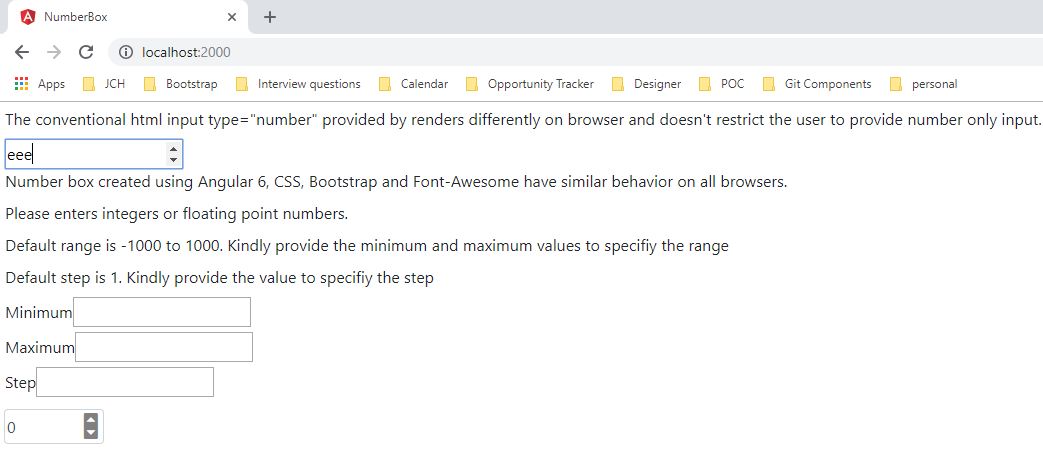 NumberBox
localhost:2000
Apps JCH Bootstrap Interview questions Calendar Opportunity Tracker Designer POC Git Components personal
The conventional html input type="number" provided by renders differently on browser and doesn't restrict the user to provide number only input.
eee
Number box created using Angular 6, CSS, Bootstrap and Font-Awesome have similar behavior on all browsers.
Please enters integers or floating point numbers.
Default range is -1000 to 1000. Kindly provide the minimum and maximum values to specifiy the range
Default step is 1. Kindly provide the value to specifiy the step
Minimum
Maximum
Step
0